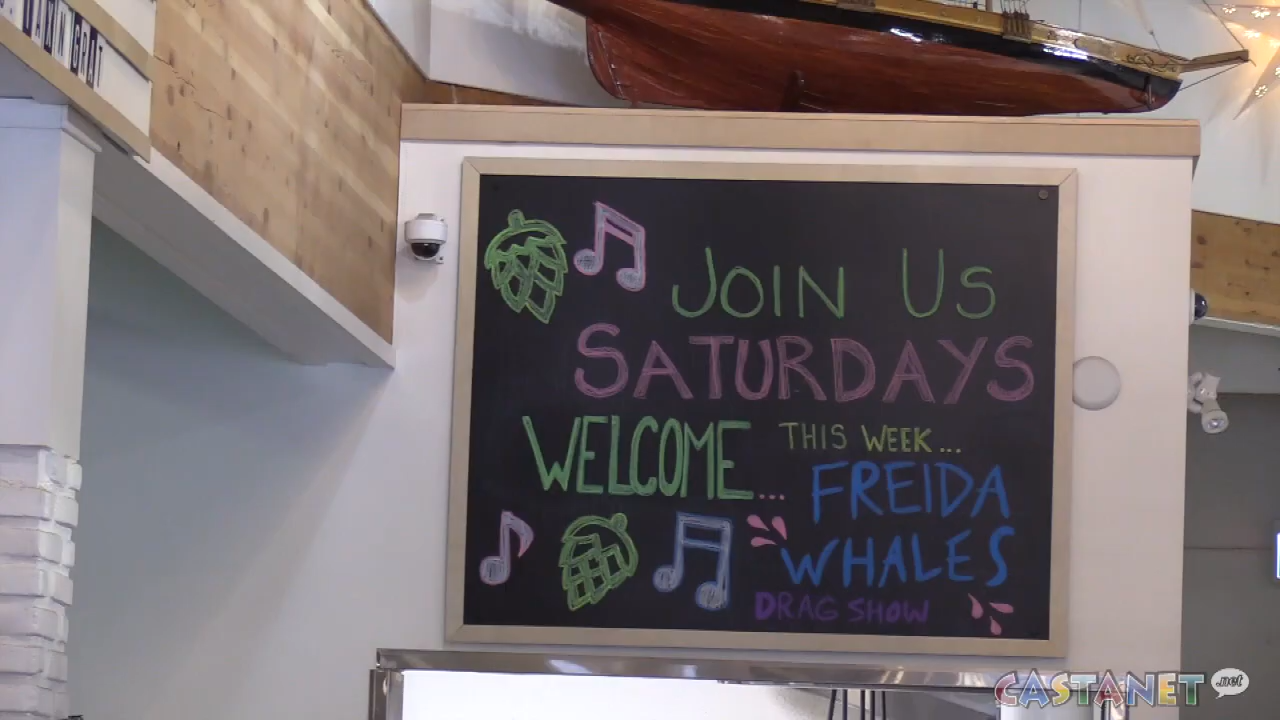 JOIN US
SATURDAYS
WELCOME...
THIS WEEK...
FREIDA
WHALES
DRAG SHOW
CASTANET.net